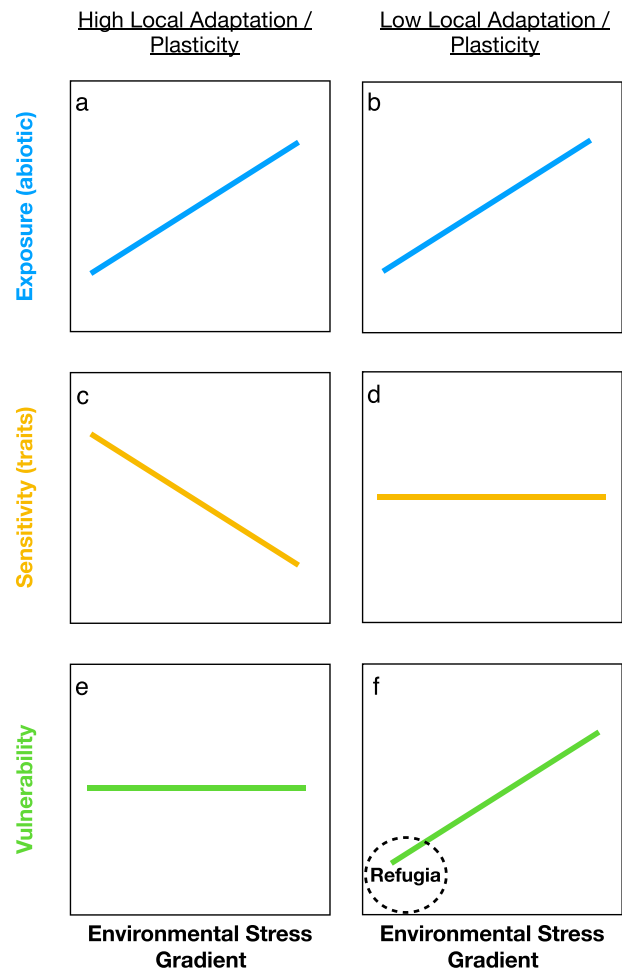 High Local Adaptation /
Plasticity
Low Local Adaptation /
Plasticity
Exposure (abiotic)
a
b
Sensitivity (traits)
c
d
Vulnerability
e
f
Refugia
Environmental Stress
Gradient
Environmental Stress
Gradient